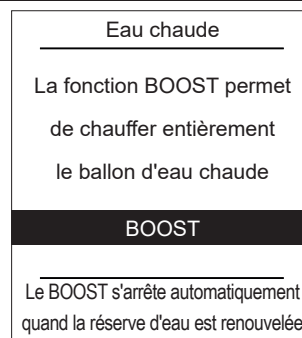 Eau chaude
La fonction BOOST permet
de chauffer entièrement
le ballon d'eau chaude
BOOST
Le BOOST s'arrête automatiquement
quand la réserve d'eau est renouvelée